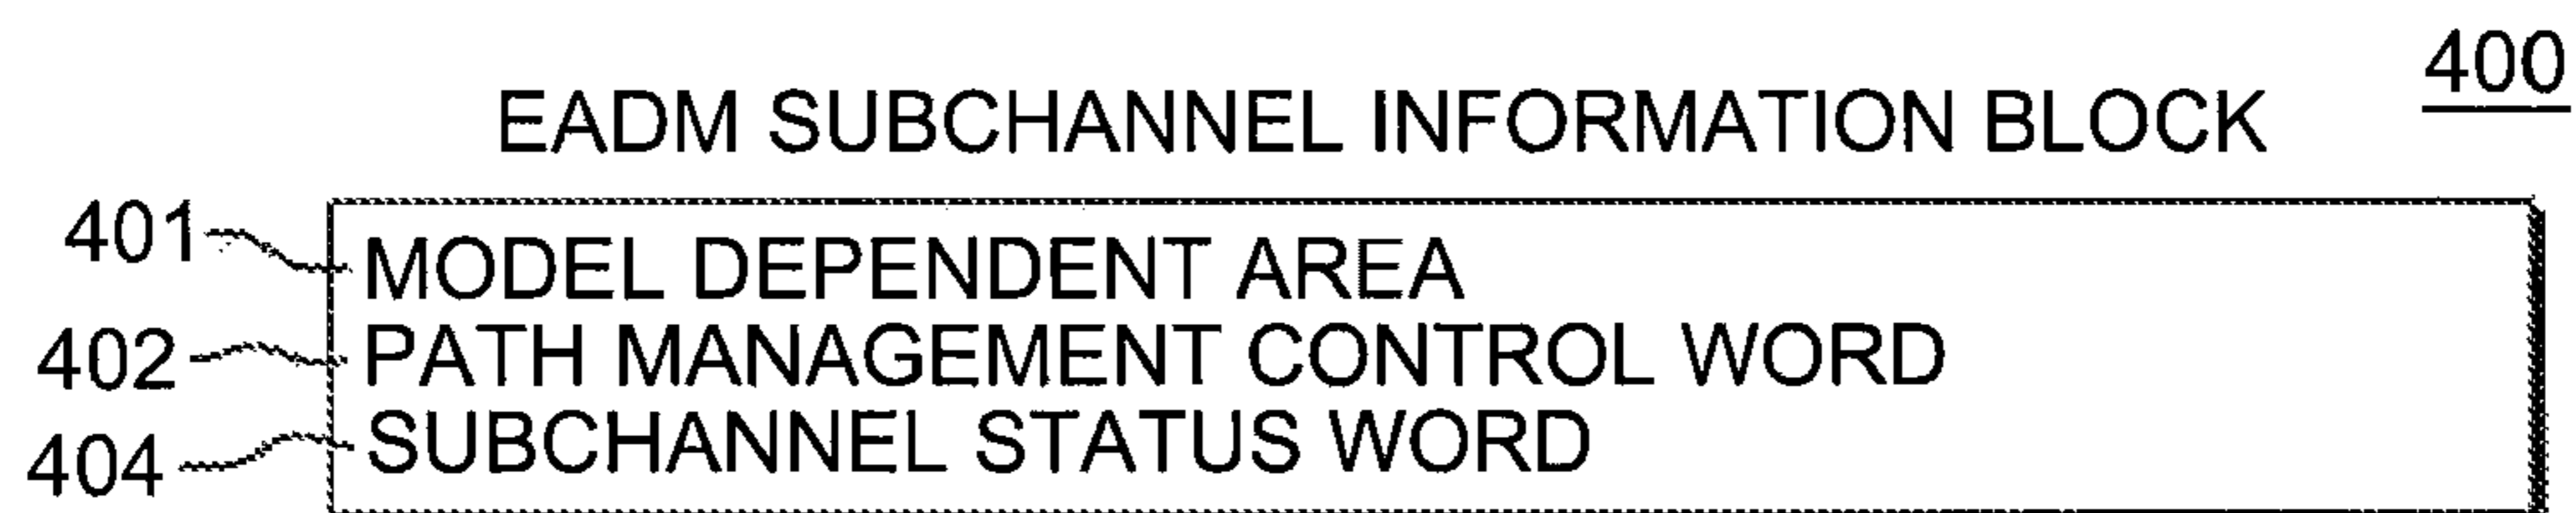 400
EADM SUBCHANNEL INFORMATION BLOCK
401 MODEL DEPENDENT AREA
402 PATH MANAGEMENT CONTROL WORD
404 SUBCHANNEL STATUS WORD